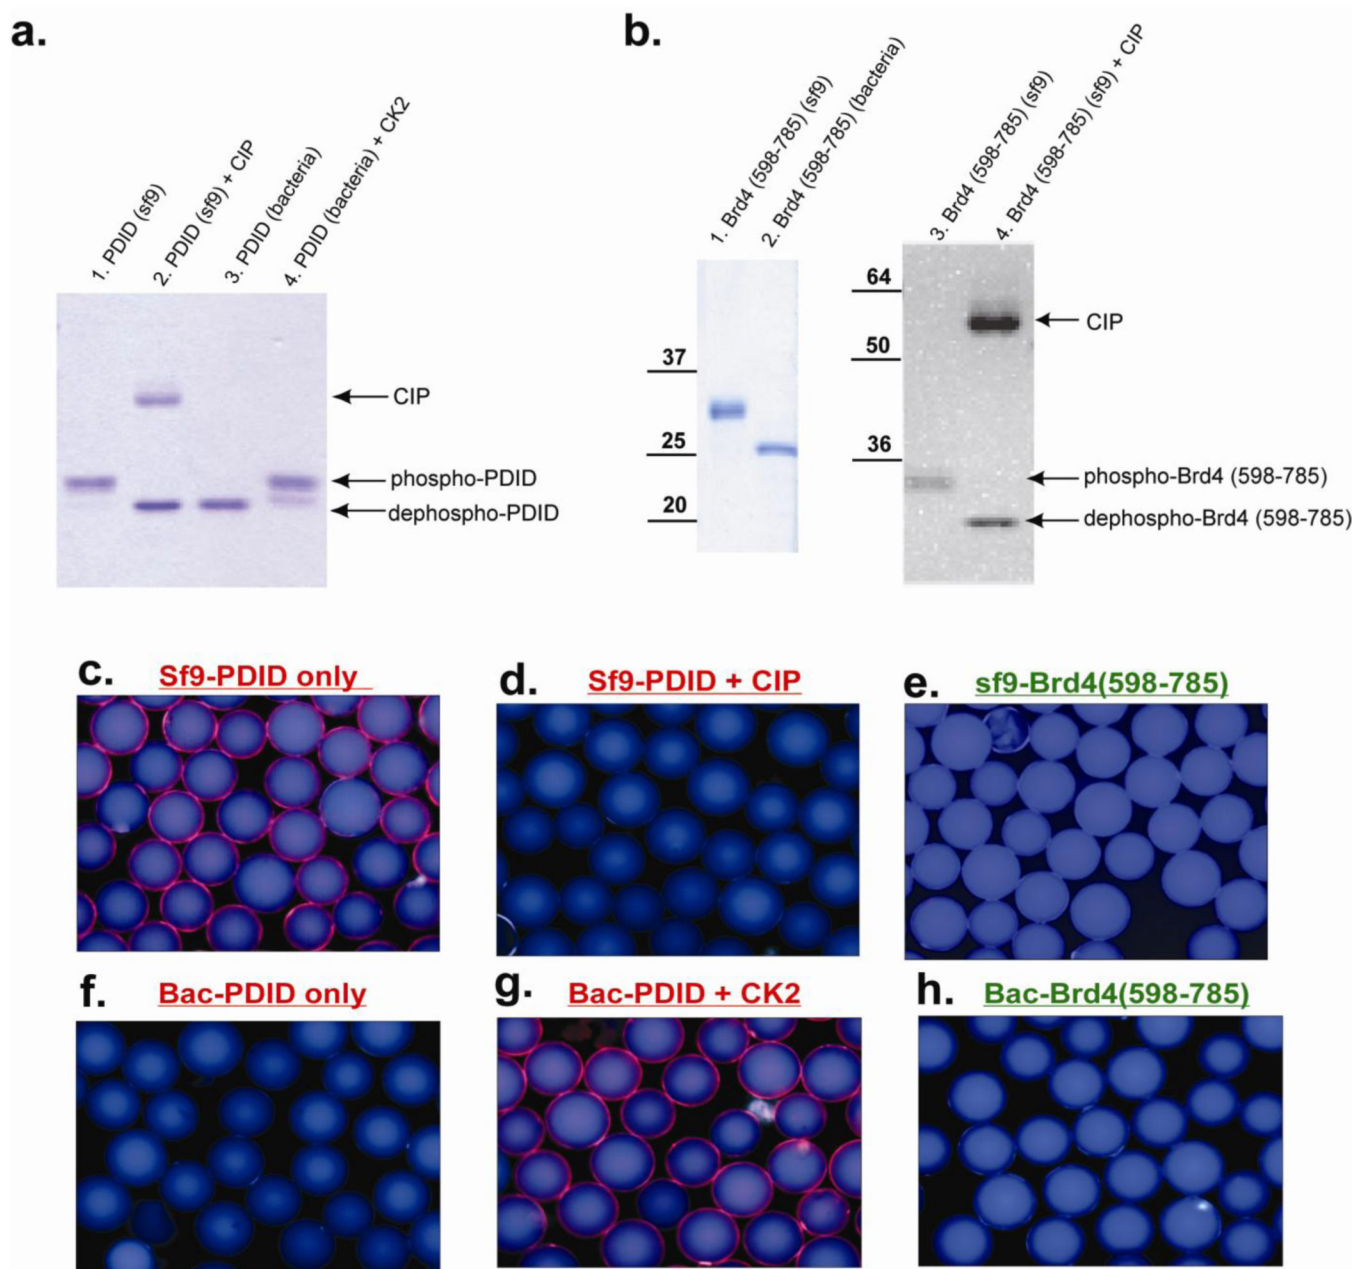 a.
1. PDID (sf9)
2. PDID (sf9) + CIP
3. PDID (bacteria)
4. PDID (bacteria) + CK2
CIP
phospho-PDID
dephospho-PDID
b.
1. Brd4 (598-785) (sf9)
2. Brd4 (598-785) (bacteria)
37
25
20
3. Brd4 (598-785) (sf9)
4. Brd4 (598-785) (sf9) + CIP
64
50
36
CIP
phospho-Brd4 (598-785)
dephospho-Brd4 (598-785)
c. Sf9-PDID only
d. Sf9-PDID + CIP
e. sf9-Brd4(598-785)
f. Bac-PDID only
g. Bac-PDID + CK2
h. Bac-Brd4(598-785)